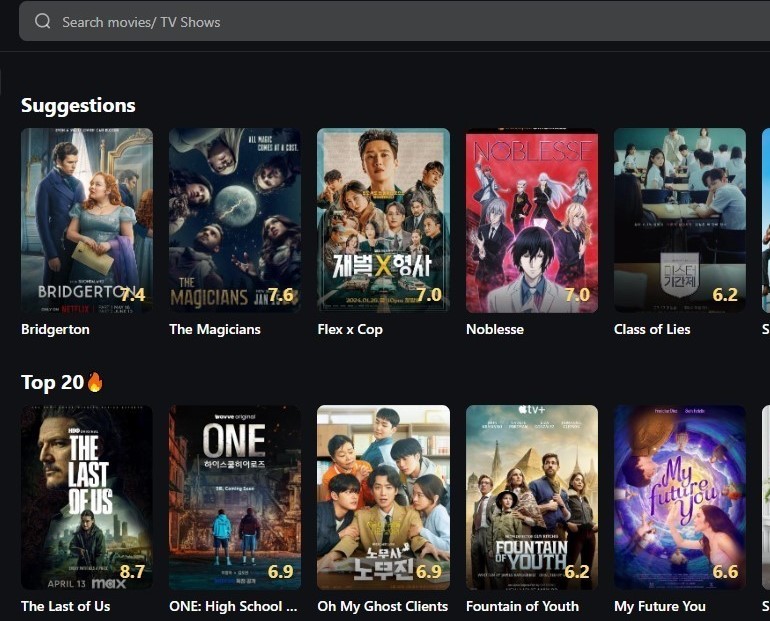 Search movies/ TV Shows
Suggestions
BRIDGERTON
NETFLIX
7.4
ALL MAGIC
COMES AT A COST.
THE
MAGICIANS
7.6
재벌X형사
7.0
NOBLESSE
7.0
미스터
기간제
6.2
Bridgerton
The Magicians
Flex x Cop
Noblesse
Class of Lies
S
Top 20🔥
HBO ORIGINAL
THE
LAST
OF US
APRIL 13 max
8.7
wavve original
ONE
하이스쿨히어로즈
Coming Soon
6.9
노무사
노무진
6.9
tv+
FOUNTAIN
OF YOUTH
6.2
My
future
You
6.6
The Last of Us
ONE: High School ...
Oh My Ghost Clients
Fountain of Youth
My Future You
S